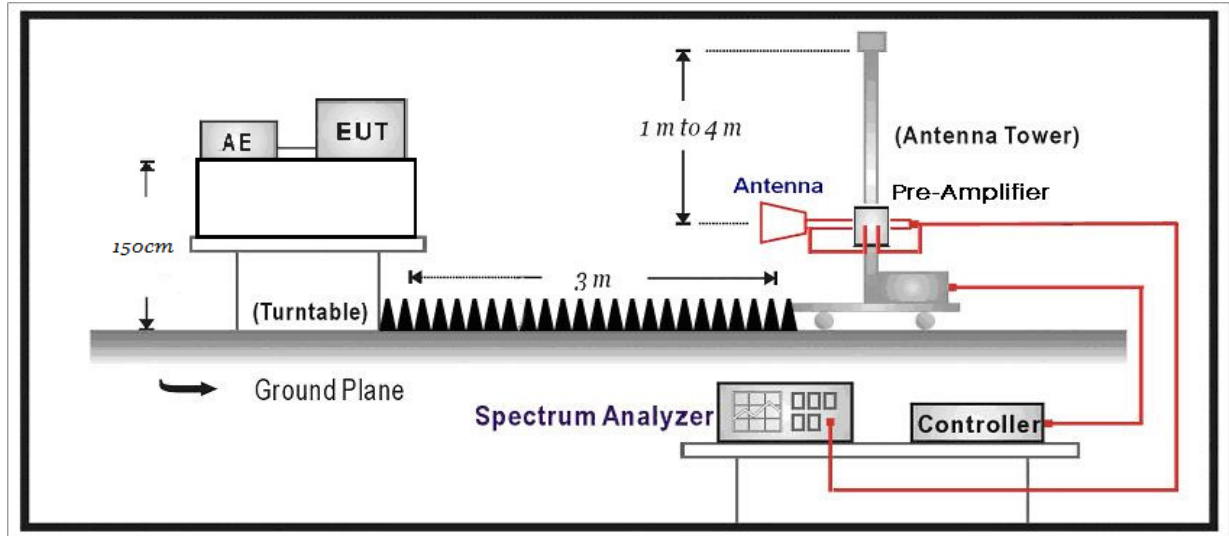 AE
EUT
1 m to 4 m
(Antenna Tower)
Antenna
Pre-Amplifier
150cm
3 m
(Turntable)
Ground Plane
Spectrum Analyzer
Controller